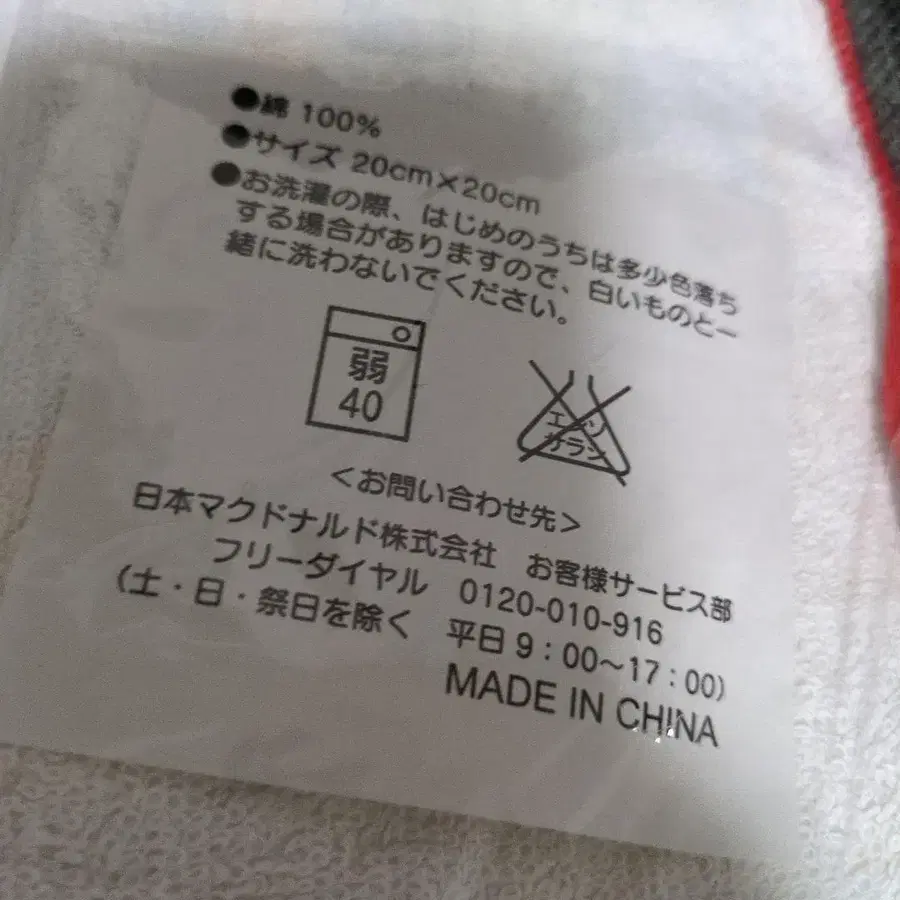 ●綿 100%
●サイズ 20cm×20cm
●お洗濯の際、はじめのうちは多少色落ち
する場合がありますので、白いものと一
緒に洗わないでください。
弱
40
エンソ
サラシ
<お問い合わせ先>
日本マクドナルド株式会社 お客様サービス部
フリーダイヤル 0120-010-916
(土・日・祭日を除く 平日 9:00～17:00)
MADE IN CHINA